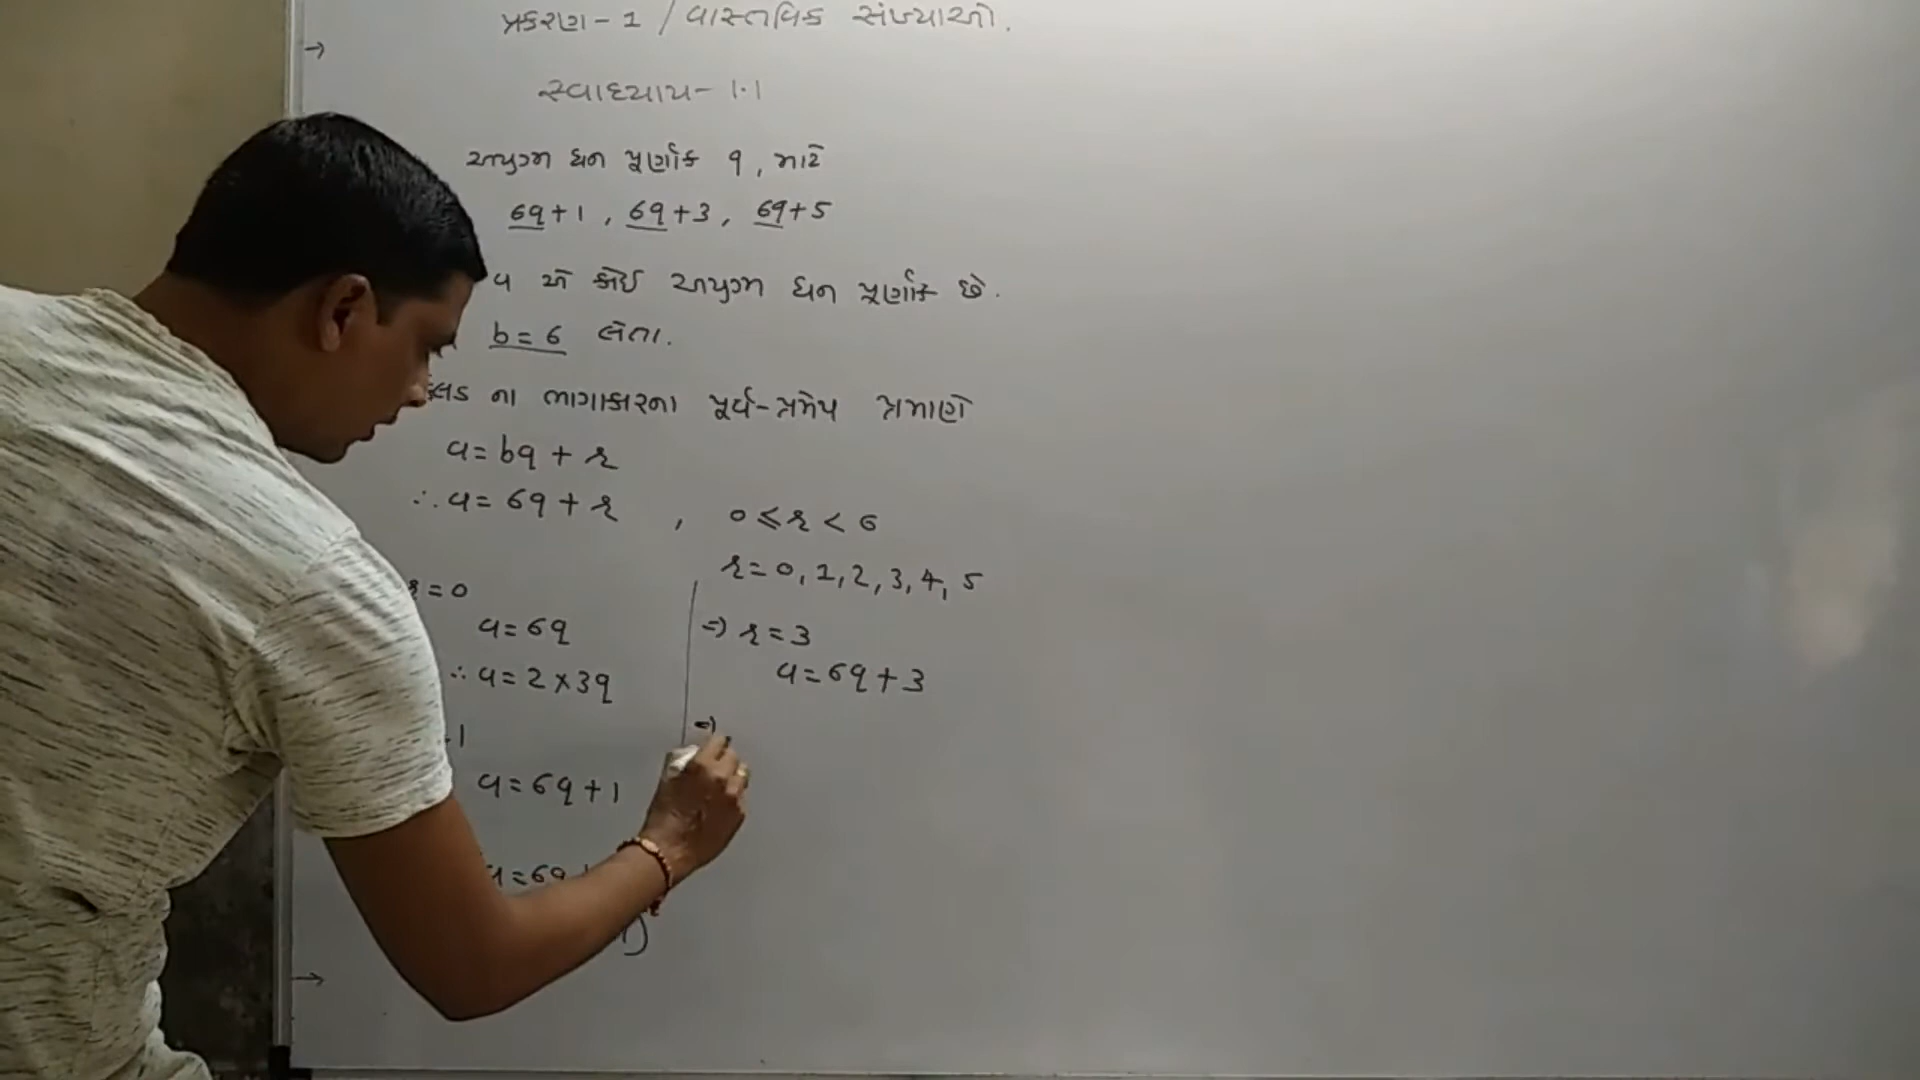 પ્રકરણ - 1 / વાસ્તવિક સંખ્યાઓ.
→
સ્વાધ્યાય - 1.1
અયુગ્મ ધન પૂર્ણાંક q, માટે
6q+1, 6q+3, 6q+5
a એ કોઈ અયુગ્મ ધન પૂર્ણાંક છે.
b=6 લેતા.
ના ભાગાકારના પૂર્વ-પ્રમેય પ્રમાણે
a=bq+r
∴ a=6q+r , 0⩽r<6
r=0,1,2,3,4,5
r=0
a=6q
∴ a=2×3q
1
a=6q+1
a=6q
⇒ r=3
a=6q+3
⇒
→